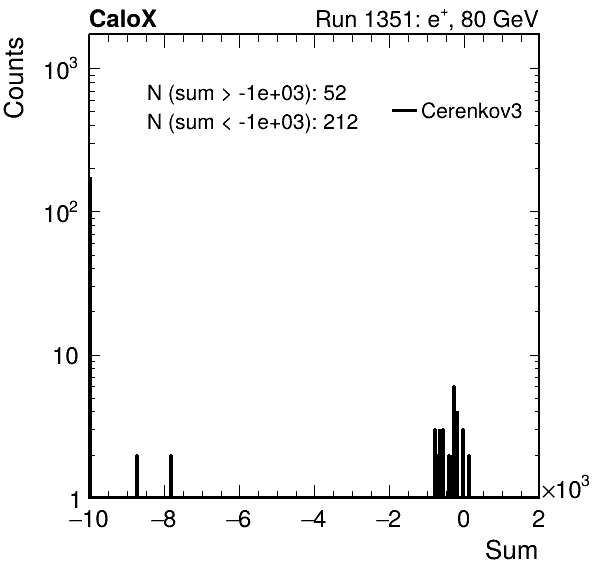 CaloX Run 1351: e⁺, 80 GeV
Counts
N (sum > -1e+03): 52
N (sum < -1e+03): 212
Cerenkov3
10³
10²
10
1
−10 −8 −6 −4 −2 0 2
×10³
Sum